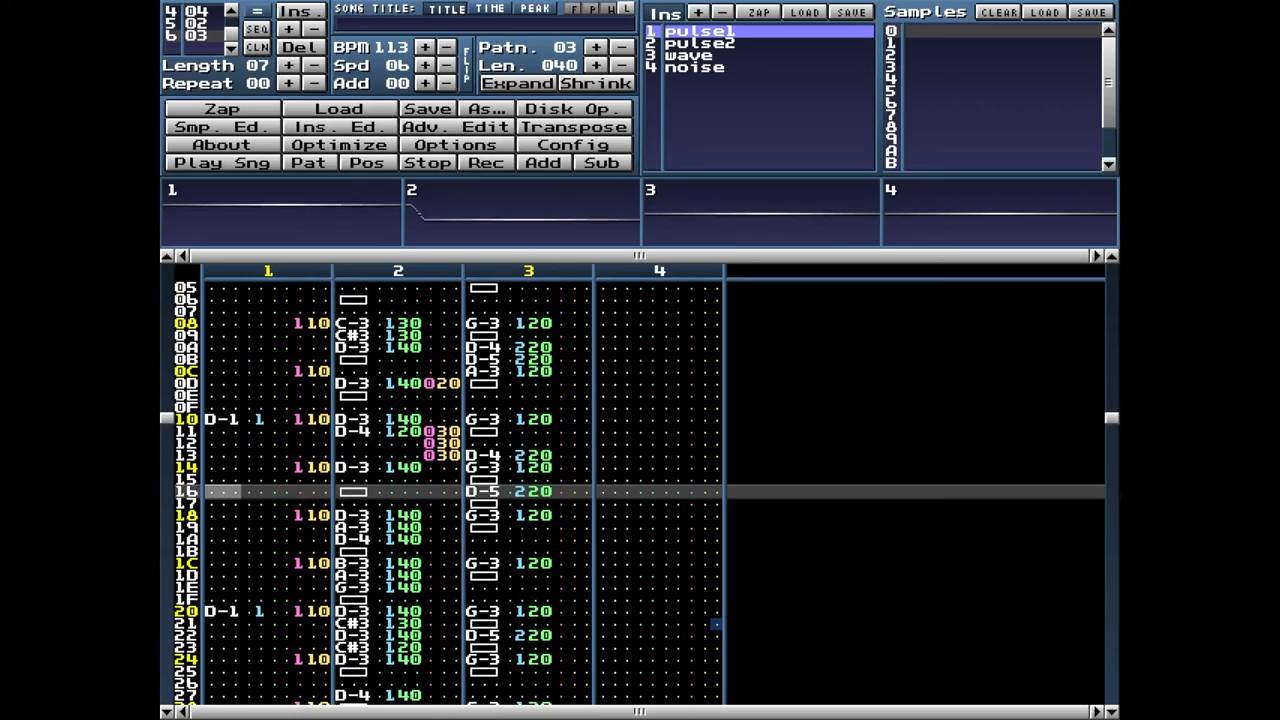 4 04
5 02
6 03
= Ins.
SEQ + -
CLN Del
Length 07 + -
Repeat 00 + -
SONG TITLE: TITLE TIME PEAK F P W L
BPM 113 + -
Spd 06 + -
Add 00 + -
FLIP
Patn. 03 + -
Len. 040 + -
Expand Shrink
Zap Load Save As... Disk Op.
Smp. Ed. Ins. Ed. Adv. Edit Transpose
About Optimize Options Config
Play Sng Pat Pos Stop Rec Add Sub
Ins + - ZAP LOAD SAVE
1 pulse1
2 pulse2
3 wave
4 noise
Samples CLEAR LOAD SAVE
0
1
2
3
4
5
6
7
8
9
A
B
1 2 3 4
1 2 3 4
05
06
07
08 110 C-3 130 G-3 120
09 C#3 130
0A D-3 140 D-4 220
0B D-5 220
0C 110 A-3 120
0D D-3 140020
0E
0F
10 D-1 1 110 D-3 140 G-3 120
11 D-4 120030
12 030
13 030 D-4 220
14 110 D-3 140 G-3 120
15
16 D-5 220
17
18 110 D-3 140 G-3 120
19 A-3 140
1A D-4 140
1B
1C 110 B-3 140 G-3 120
1D A-3 140
1E G-3 140
1F
20 D-1 1 110 D-3 140 G-3 120
21 C#3 130
22 D-3 140 D-5 220
23 C#3 120
24 110 D-3 140 G-3 120
25
26
27 D-4 140